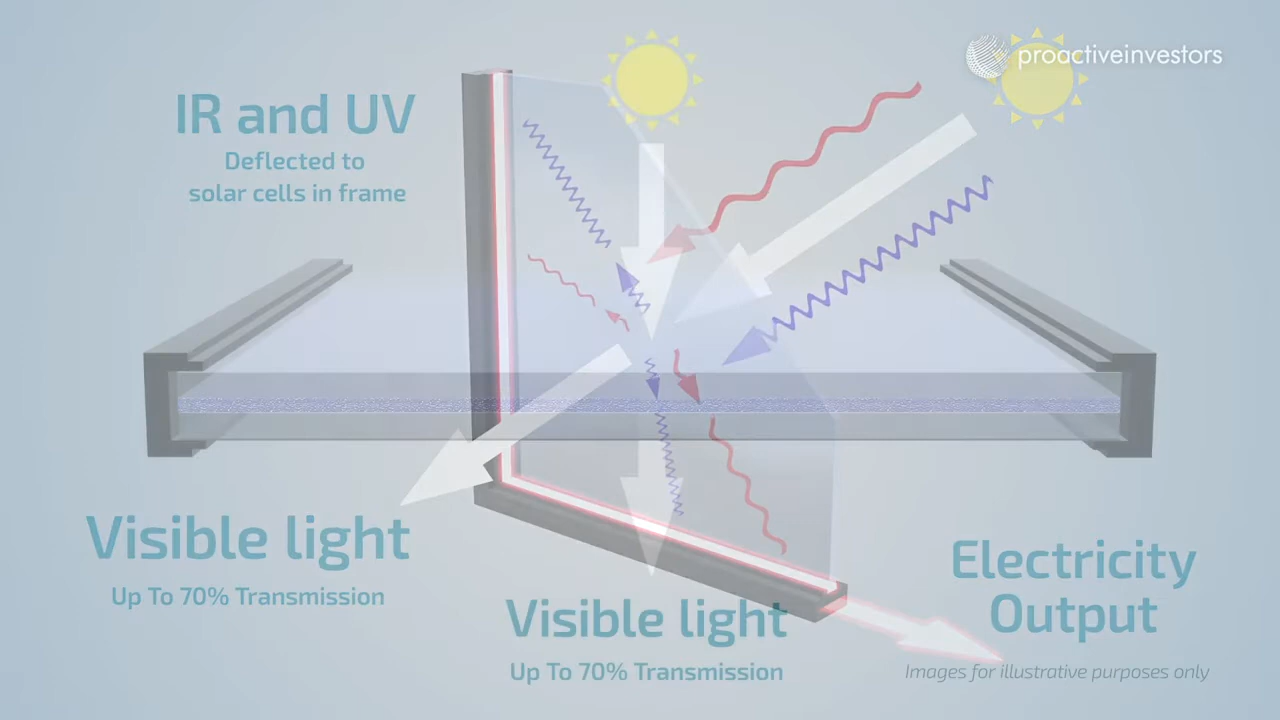 proactiveinvestors
IR and UV
Deflected to
solar cells in frame
Visible light
Up To 70% Transmission
Visible light
Up To 70% Transmission
Electricity
Output
Images for illustrative purposes only